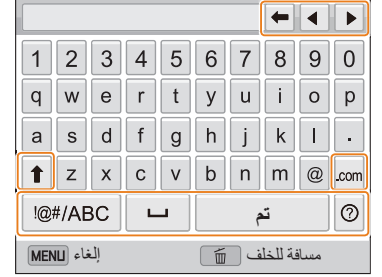 1 2 3 4 5 6 7 8 9 0
q w e r t y u i o p
a s d f g h j k l .
z x c v b n m @ .com
!@#/ABC تم ?
MENU إلغاء مسافة للخلف